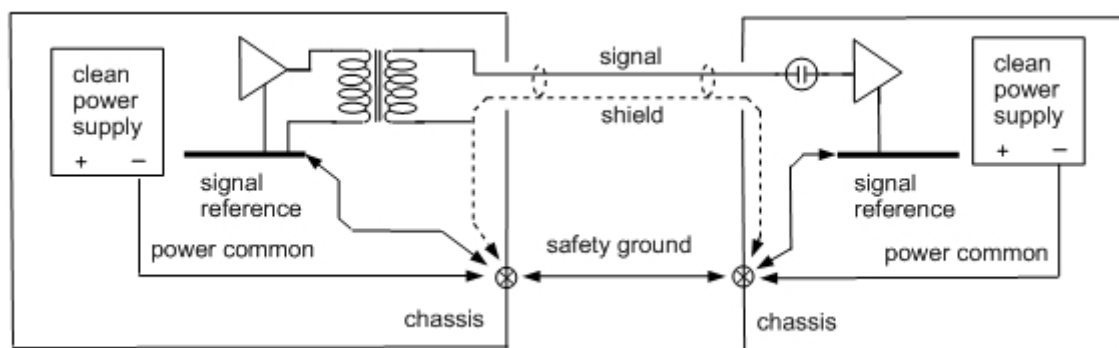 clean
power
supply
+ −
signal
reference
power common
chassis
signal
shield
safety ground
clean
power
supply
+ −
signal
reference
power common
chassis